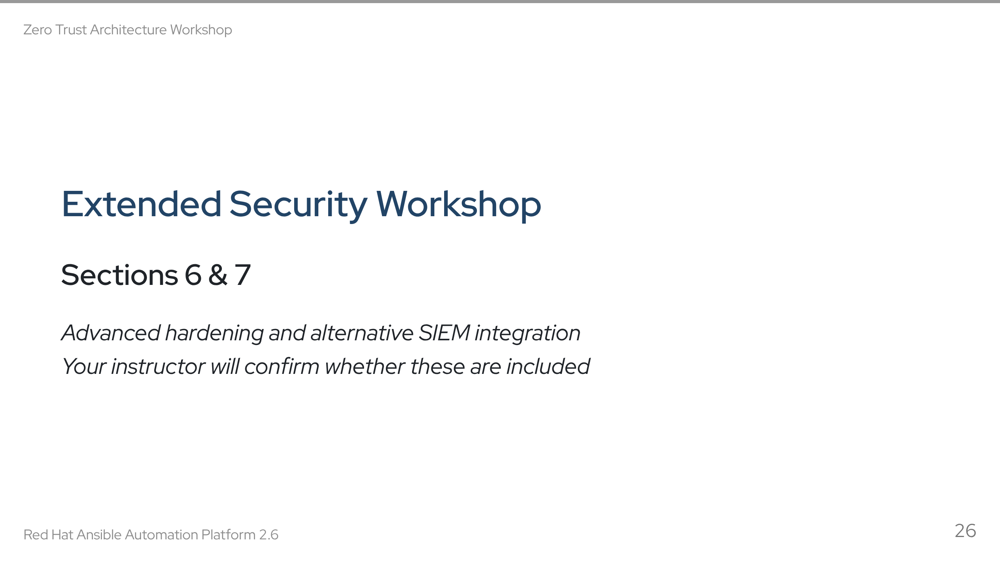 Zero Trust Architecture Workshop
Extended Security Workshop
Sections 6 & 7
Advanced hardening and alternative SIEM integration
Your instructor will confirm whether these are included
Red Hat Ansible Automation Platform 2.6
26